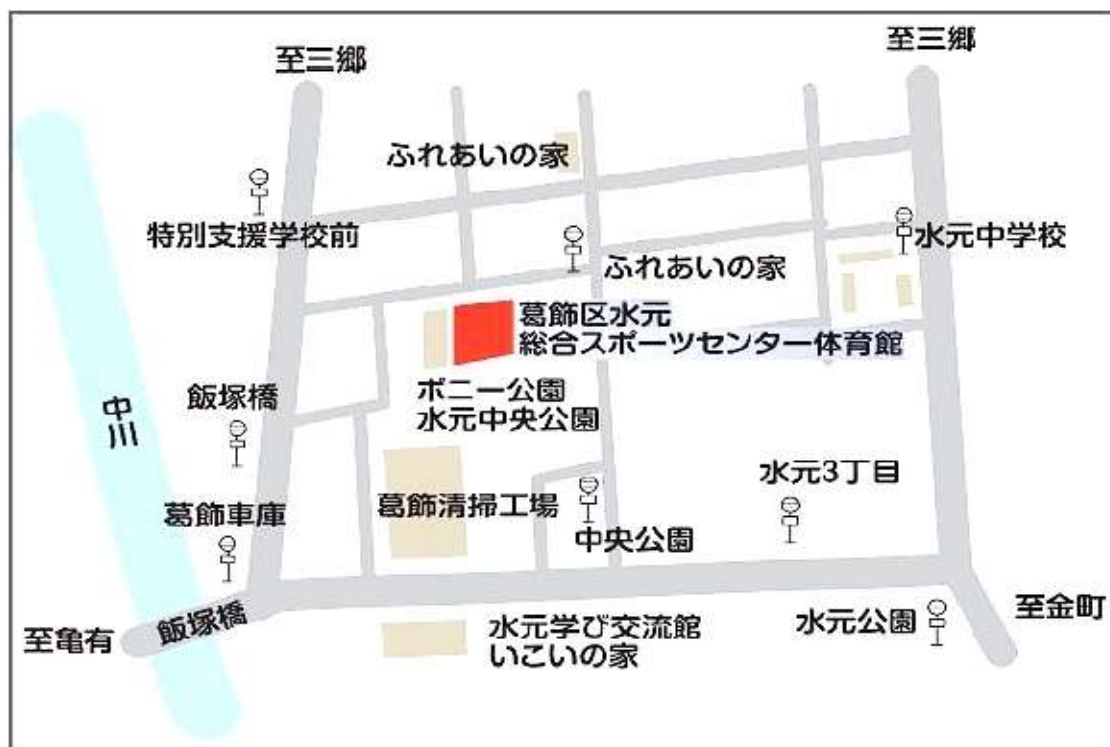 至三郷
至三郷
ふれあいの家
特別支援学校前
水元中学校
ふれあいの家
葛飾区水元
総合スポーツセンター体育館
ポニー公園
水元中央公園
飯塚橋
中川
水元3丁目
葛飾清掃工場
葛飾車庫
中央公園
飯塚橋
至亀有
水元学び交流館
いこいの家
水元公園
至金町